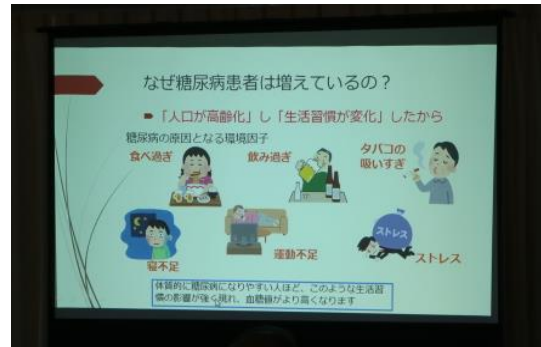 なぜ糖尿病患者は増えているの？
「人口が高齢化」し「生活習慣が変化」したから
糖尿病の原因となる環境因子
食べ過ぎ
飲み過ぎ
タバコの
吸いすぎ
寝不足
運動不足
ストレス
ストレス
体質的に糖尿病になりやすい人ほど、このような生活習
慣の影響が強く現れ、血糖値がより高くなります